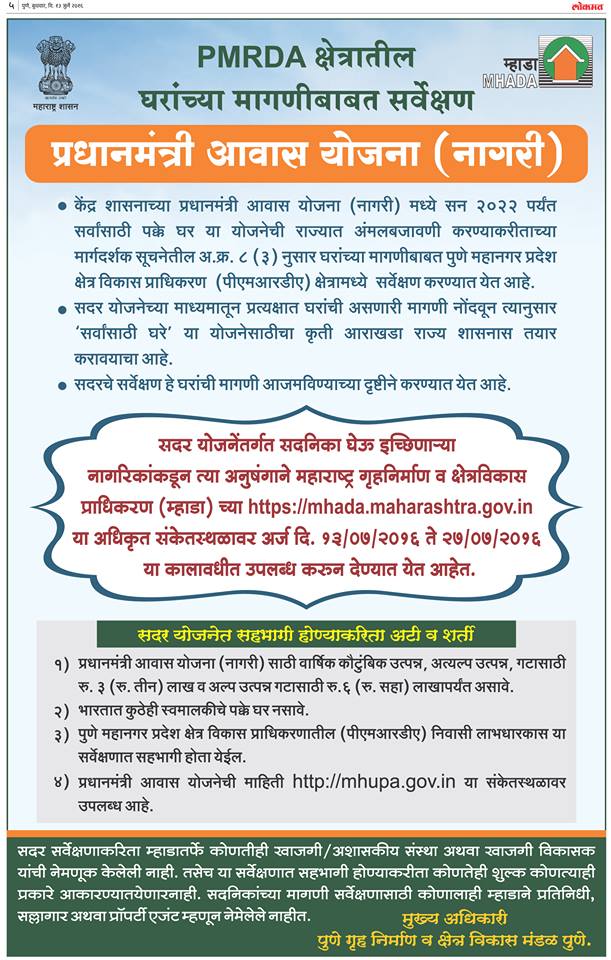 ५
पुणे, बुधवार, दि. १३ जुलै २०१६
लोकमत
महाराष्ट्र शासन
PMRDA क्षेत्रातील
घरांच्या मागणीबाबत सर्वेक्षण
म्हाडा
MHADA
प्रधानमंत्री आवास योजना (नागरी)
• केंद्र शासनाच्या प्रधानमंत्री आवास योजना (नागरी) मध्ये सन २०२२ पर्यंत
सर्वांसाठी पक्के घर या योजनेची राज्यात अंमलबजावणी करण्याकरीताच्या
मार्गदर्शक सूचनेतील अ.क्र. ८ (३) नुसार घरांच्या मागणीबाबत पुणे महानगर प्रदेश
क्षेत्र विकास प्राधिकरण (पीएमआरडीए) क्षेत्रामध्ये सर्वेक्षण करण्यात येत आहे.
• सदर योजनेच्या माध्यमातून प्रत्यक्षात घरांची असणारी मागणी नोंदवून त्यानुसार
‘सर्वांसाठी घरे’ या योजनेसाठीचा कृती आराखडा राज्य शासनास तयार
करावयाचा आहे.
• सदरचे सर्वेक्षण हे घरांची मागणी आजमविण्याच्या दृष्टीने करण्यात येत आहे.
सदर योजनेंतर्गत सदनिका घेऊ इच्छिणाऱ्या
नागरिकांकडून त्या अनुषंगाने महाराष्ट्र गृहनिर्माण व क्षेत्रविकास
प्राधिकरण (म्हाडा) च्या https://mhada.maharashtra.gov.in
या अधिकृत संकेतस्थळावर अर्ज दि. १३/०७/२०१६ ते २७/०७/२०१६
या कालावधीत उपलब्ध करुन देण्यात येत आहेत.
सदर योजनेत सहभागी होण्याकरिता अटी व शर्ती
१) प्रधानमंत्री आवास योजना (नागरी) साठी वार्षिक कौटुंबिक उत्पन्न, अत्यल्प उत्पन्न, गटासाठी
रु. ३ (रु. तीन) लाख व अल्प उत्पन्न गटासाठी रु.६ (रु. सहा) लाखापर्यंत असावे.
२) भारतात कुठेही स्वमालकीचे पक्के घर नसावे.
३) पुणे महानगर प्रदेश क्षेत्र विकास प्राधिकरणातील (पीएमआरडीए) निवासी लाभधारकास या
सर्वेक्षणात सहभागी होता येईल.
४) प्रधानमंत्री आवास योजनेची माहिती http://mhupa.gov.in या संकेतस्थळावर
उपलब्ध आहे.
सदर सर्वेक्षणाकरिता म्हाडातर्फे कोणतीही खाजगी/अशासकीय संस्था अथवा खाजगी विकासक
यांची नेमणूक केलेली नाही. तसेच या सर्वेक्षणात सहभागी होण्याकरीता कोणतेही शुल्क कोणत्याही
प्रकारे आकारण्यातयेणारनाही. सदनिकांच्या मागणी सर्वेक्षणासाठी कोणालाही म्हाडाने प्रतिनिधी,
सल्लागार अथवा प्रॉपर्टी एजंट म्हणून नेमेलेले नाहीत.
मुख्य अधिकारी
पुणे गृह निर्माण व क्षेत्र विकास मंडळ पुणे.